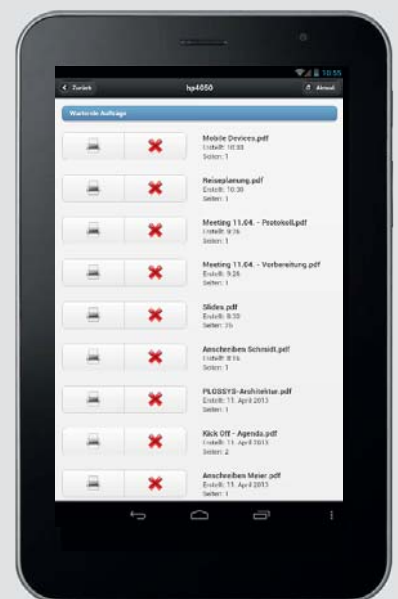 10:55
Zurück
hp4050
Aktual.
Wartende Aufträge
Mobile Devices.pdf
Erstellt: 10:33
Seiten: 1
Reiseplanung.pdf
Erstellt: 10:30
Seiten: 1
Meeting 11.04. - Protokoll.pdf
Erstellt: 9:26
Seiten: 1
Meeting 11.04. - Vorbereitung.pdf
Erstellt: 9:26
Seiten: 1
Slides.pdf
Erstellt: 8:30
Seiten:
Anschreiben Schmidt.pdf
Erstellt: 8:16
Seiten: 1
PLOSSYS-Architektur.pdf
Erstellt: 11. April 2013
Seiten: 1
Kick Off - Agenda.pdf
Erstellt: 11. April 2013
Seiten: 2
Anschreiben Meier.pdf
Erstellt: 11. April 2013
Seiten: 1